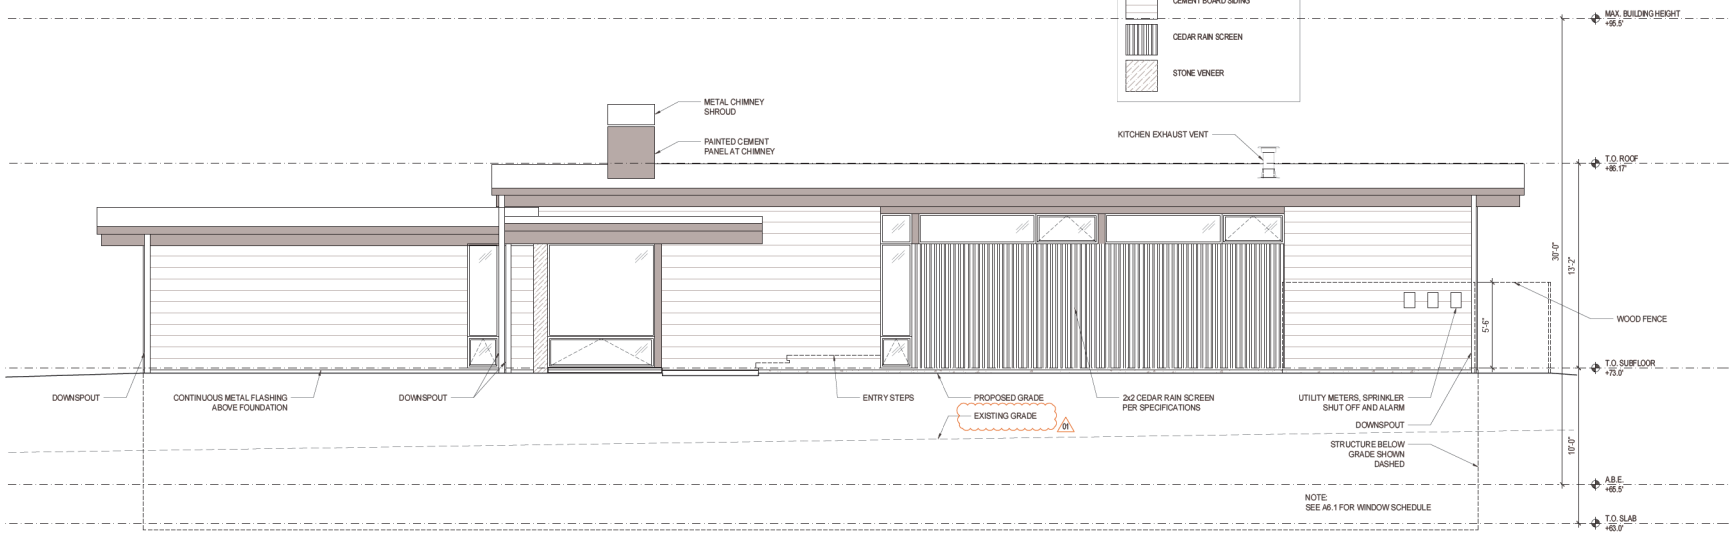 CEMENT BOARD SIDING
MAX. BUILDING HEIGHT
+95.5'
CEDAR RAIN SCREEN
STONE VENEER
METAL CHIMNEY
SHROUD
KITCHEN EXHAUST VENT
PAINTED CEMENT
PANEL AT CHIMNEY
T.O. ROOF
+86.17'
30'-0"
13'-2"
5'-6"
WOOD FENCE
T.O. SUBFLOOR
+73.0'
DOWNSPOUT
CONTINUOUS METAL FLASHING
ABOVE FOUNDATION
DOWNSPOUT
ENTRY STEPS
PROPOSED GRADE
EXISTING GRADE
01
2x2 CEDAR RAIN SCREEN
PER SPECIFICATIONS
UTILITY METERS, SPRINKLER
SHUT OFF AND ALARM
DOWNSPOUT
STRUCTURE BELOW
GRADE SHOWN
DASHED
10'-0"
A.B.E.
+65.5'
NOTE:
SEE A6.1 FOR WINDOW SCHEDULE
T.O. SLAB
+63.0'